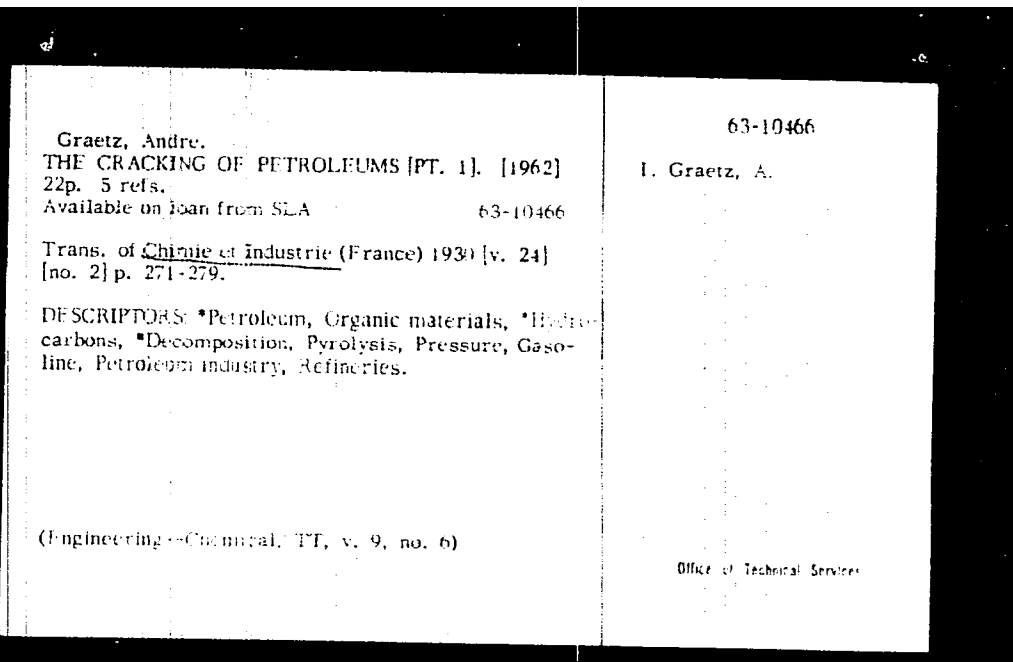 Graetz, Andre.
THE CRACKING OF PETROLEUMS [PT. 1]. [1962]
22p. 5 refs.
Available on loan from SLA 63-10466
Trans. of Chimie et Industrie (France) 1930 [v. 24]
[no. 2] p. 271-279.
DESCRIPTORS: *Petroleum, Organic materials, *Hydro-
carbons, *Decomposition, Pyrolysis, Pressure, Gaso-
line, Petroleum industry, Refineries.
(Engineering--Chemical, TT, v. 9, no. 6)
63-10466
I. Graetz, A.
Office of Technical Services